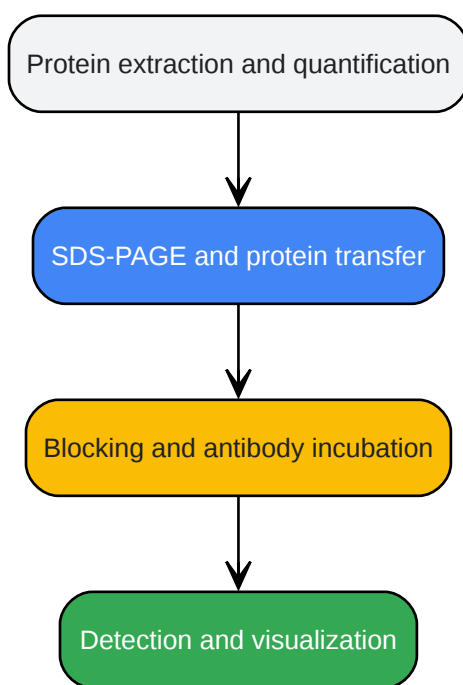 Protein extraction and quantification
SDS-PAGE and protein transfer
Blocking and antibody incubation
Detection and visualization